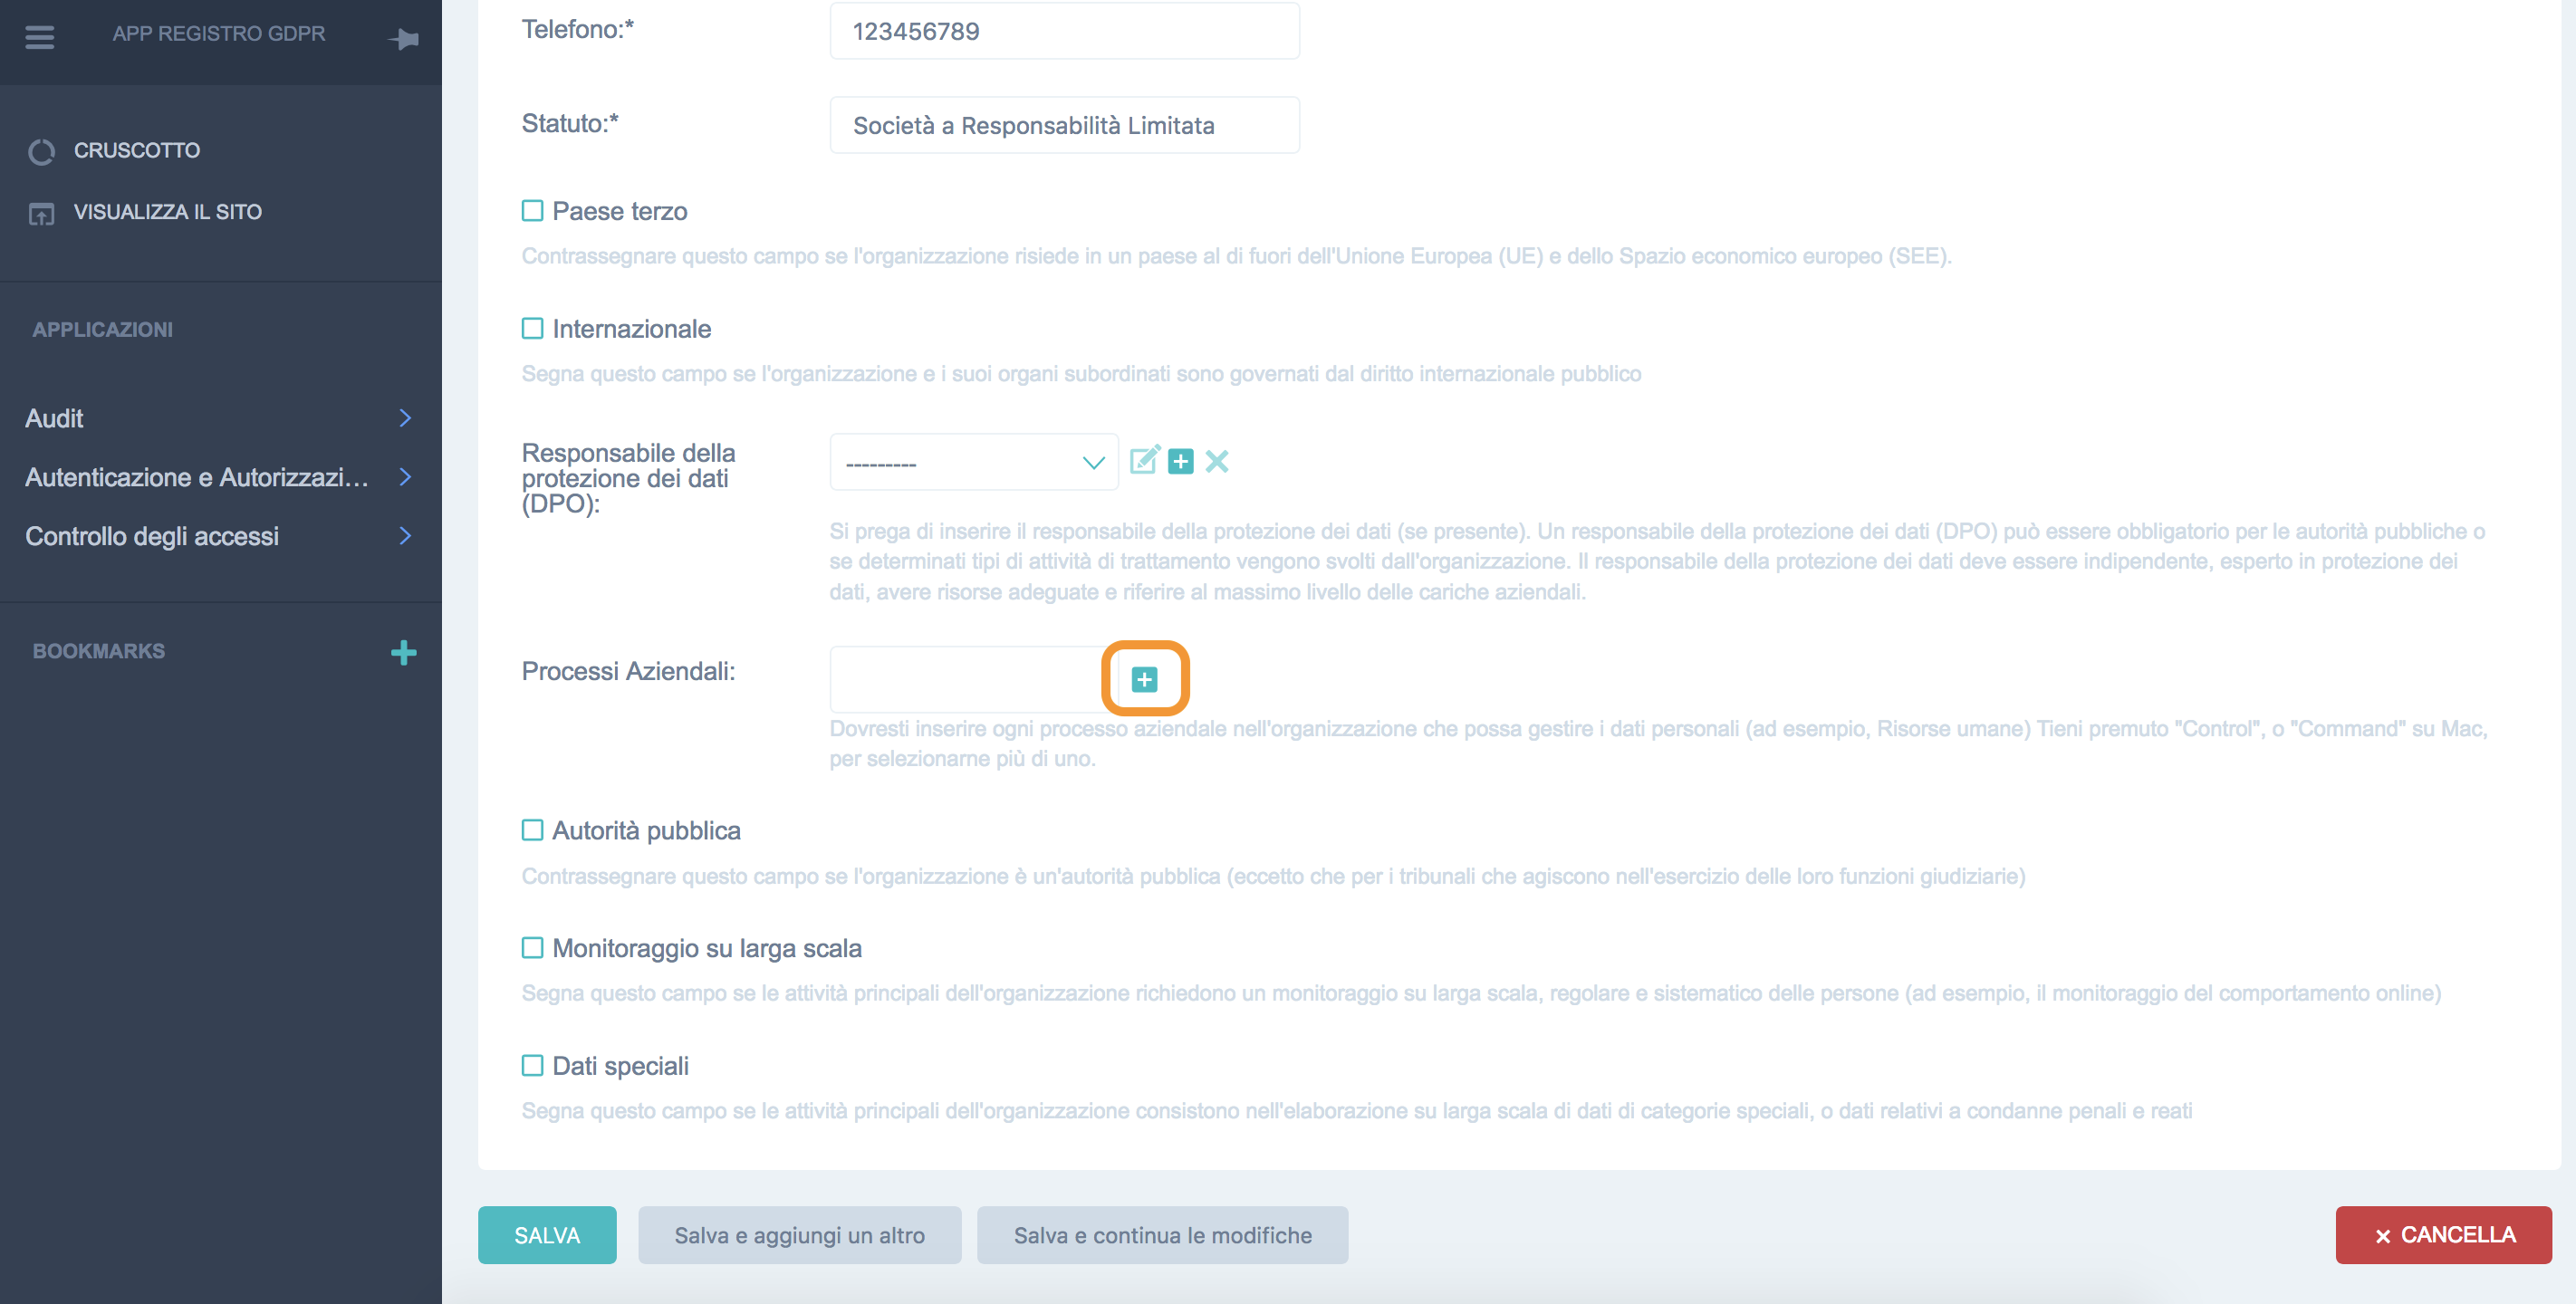 APP REGISTRO GDPR
CRUSCOTTO
VISUALIZZA IL SITO
APPLICAZIONI
Audit
Autenticazione e Autorizzazi...
Controllo degli accessi
BOOKMARKS
Telefono:*
123456789
Statuto:*
Società a Responsabilità Limitata
Paese terzo
Contrassegnare questo campo se l'organizzazione risiede in un paese al di fuori dell'Unione Europea (UE) e dello Spazio economico europeo (SEE).
Internazionale
Segna questo campo se l'organizzazione e i suoi organi subordinati sono governati dal diritto internazionale pubblico
Responsabile della
protezione dei dati
(DPO):
---------
Si prega di inserire il responsabile della protezione dei dati (se presente). Un responsabile della protezione dei dati (DPO) può essere obbligatorio per le autorità pubbliche o
se determinati tipi di attività di trattamento vengono svolti dall'organizzazione. Il responsabile della protezione dei dati deve essere indipendente, esperto in protezione dei
dati, avere risorse adeguate e riferire al massimo livello delle cariche aziendali.
Processi Aziendali:
Dovresti inserire ogni processo aziendale nell'organizzazione che possa gestire i dati personali (ad esempio, Risorse umane) Tieni premuto "Control", o "Command" su Mac,
per selezionarne più di uno.
Autorità pubblica
Contrassegnare questo campo se l'organizzazione è un'autorità pubblica (eccetto che per i tribunali che agiscono nell'esercizio delle loro funzioni giudiziarie)
Monitoraggio su larga scala
Segna questo campo se le attività principali dell'organizzazione richiedono un monitoraggio su larga scala, regolare e sistematico delle persone (ad esempio, il monitoraggio del comportamento online)
Dati speciali
Segna questo campo se le attività principali dell'organizzazione consistono nell'elaborazione su larga scala di dati di categorie speciali, o dati relativi a condanne penali e reati
SALVA
Salva e aggiungi un altro
Salva e continua le modifiche
CANCELLA